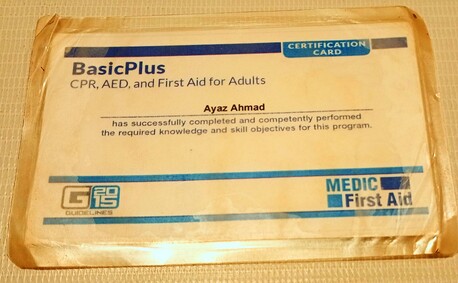 CERTIFICATION
CARD
BasicPlus
CPR, AED, and First Aid for Adults
Ayaz Ahmad
has successfully completed and competently performed
the required knowledge and skill objectives for this program.
G 2015
GUIDELINES
MEDIC
First Aid